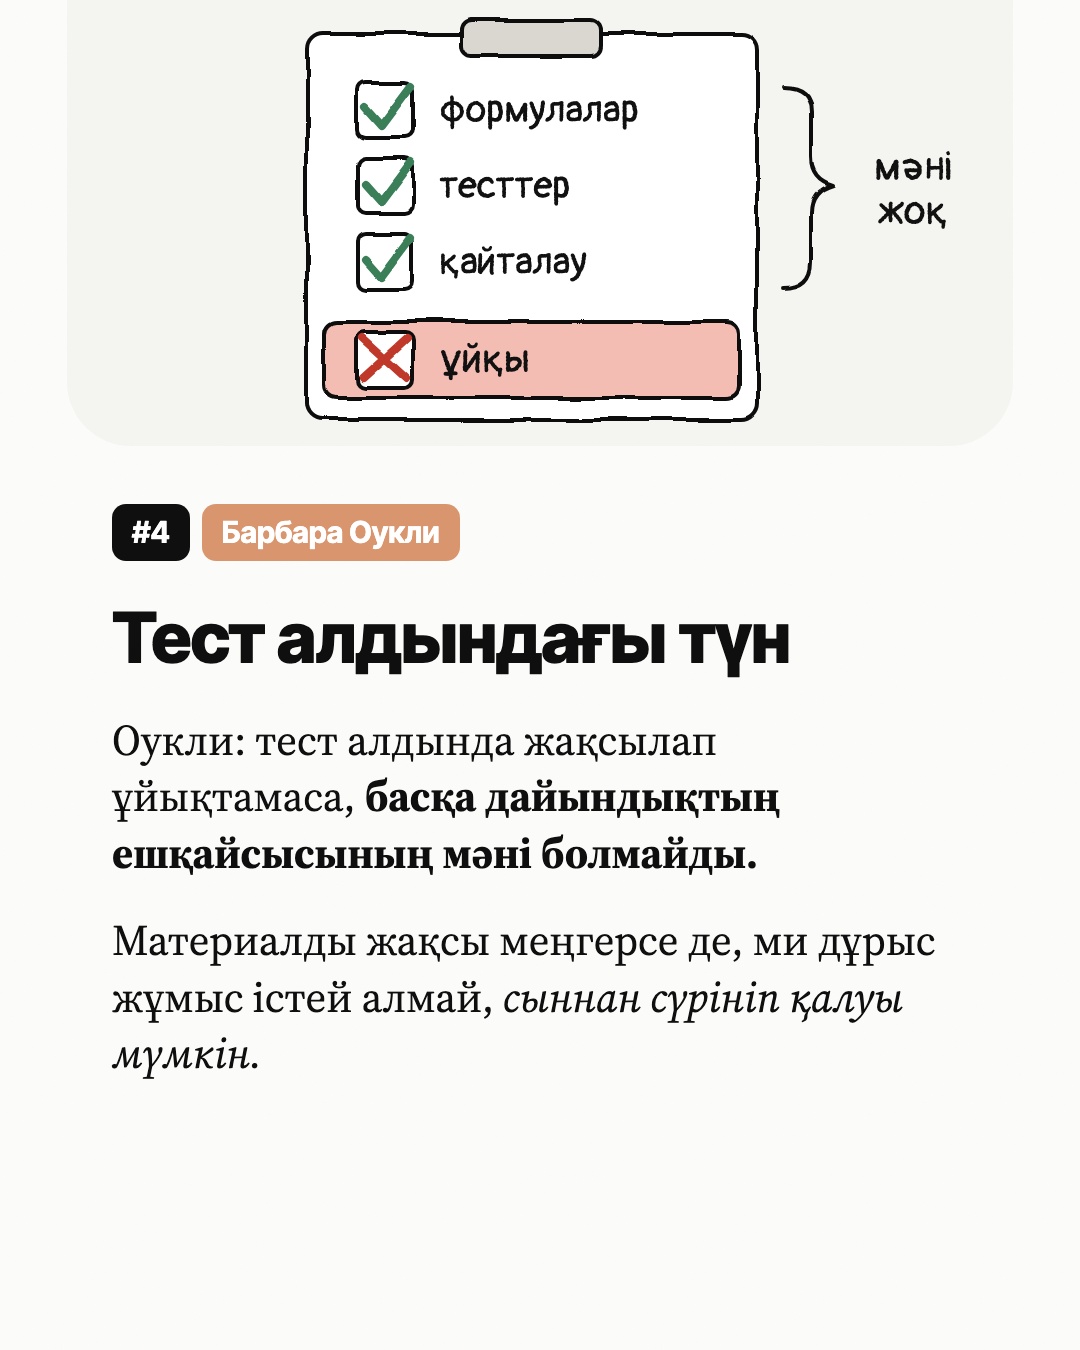 формулалар
тесттер
қайталау
ұйқы
мәні
жоқ
#4 Барбара Оукли
Тест алдындағы түн
Оукли: тест алдында жақсылап
ұйықтамаса, басқа дайындықтың
ешқайсысының мәні болмайды.
Материалды жақсы меңгерсе де, ми дұрыс
жұмыс істей алмай, сыннан сүрініп қалуы
мүмкін.